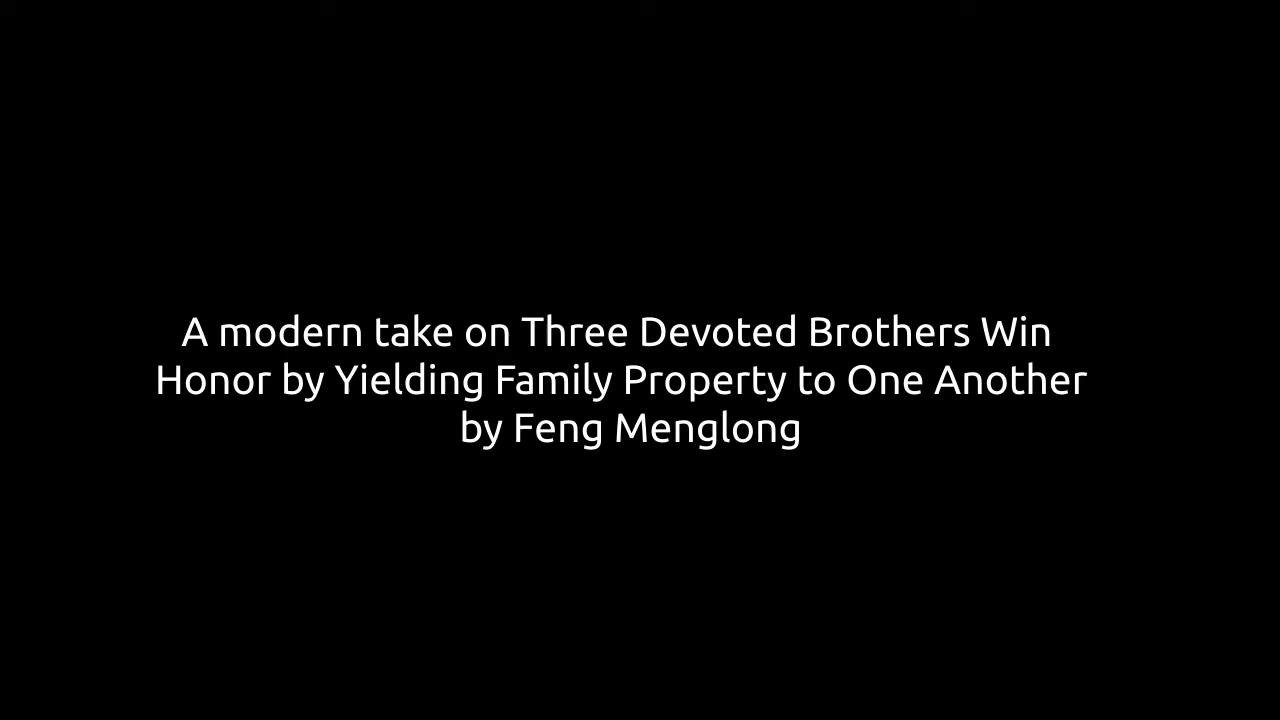 A modern take on Three Devoted Brothers Win
Honor by Yielding Family Property to One Another
by Feng Menglong